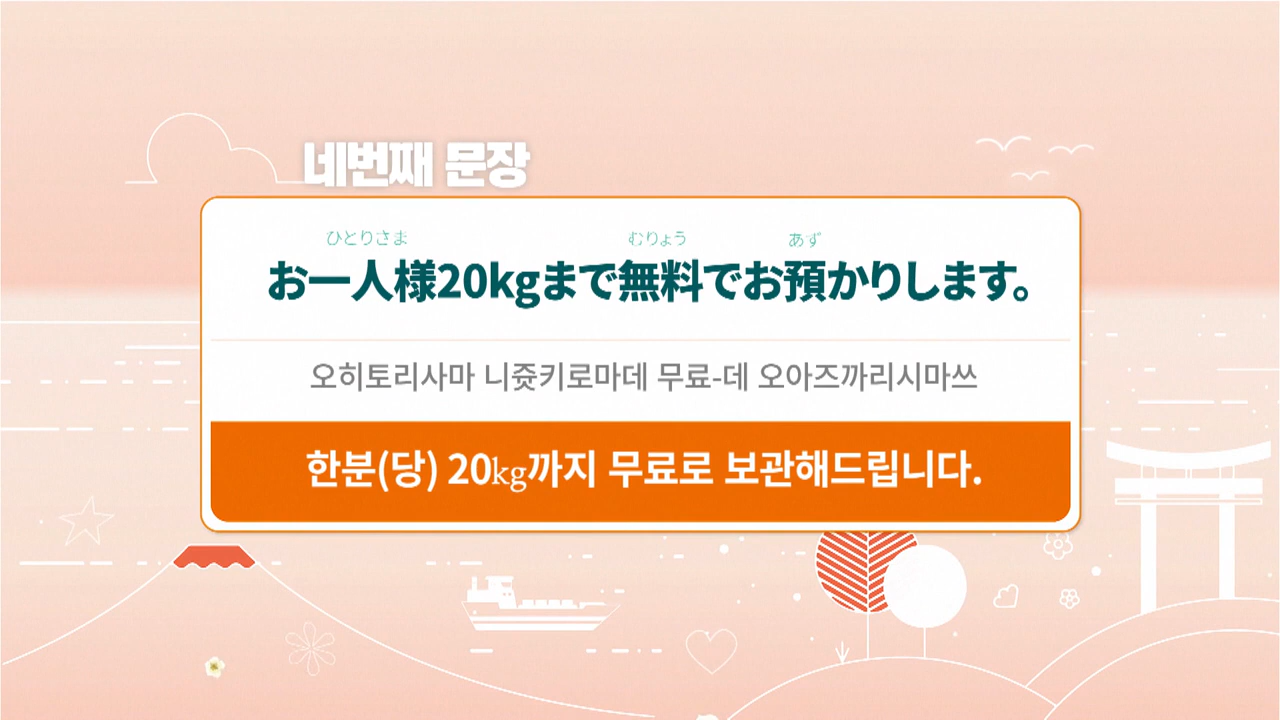 네번째 문장
ひとりさま むりょう あず
お一人様20kgまで無料でお預かりします。
오히토리사마 니쥿키로마데 무료-데 오아즈까리시마쓰
한분(당) 20kg까지 무료로 보관해드립니다.